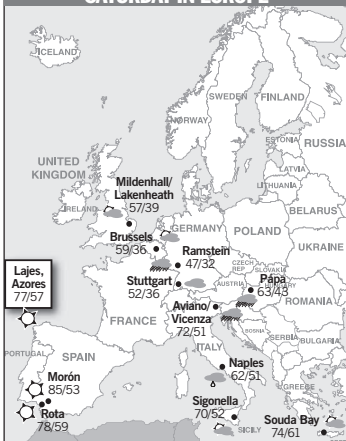 SATURDAY IN EUROPE
ICELAND
SWEDEN
FINLAND
NORWAY
ESTONIA
RUSSIA
LATVIA
LITHUANIA
UNITED
KINGDOM
IRELAND
Mildenhall/
Lakenheath
57/39
BELARUS
POLAND
GERMANY
Brussels
59/36
Ramstein
47/32
UKRAINE
CZECH
REP
SLOVAKIA
Stuttgart
52/36
AUSTRIA
HUNGARY
Pápa
63/43
Lajes,
Azores
77/57
FRANCE
Aviano/
Vicenza
72/51
ROMANIA
BOSNIA
SERBIA
BULGARIA
ITALY
PORTUGAL
SPAIN
Morón
85/53
Rota
78/59
Naples
62/51
GREECE
Sigonella
70/52
SICILY
Souda Bay
74/61